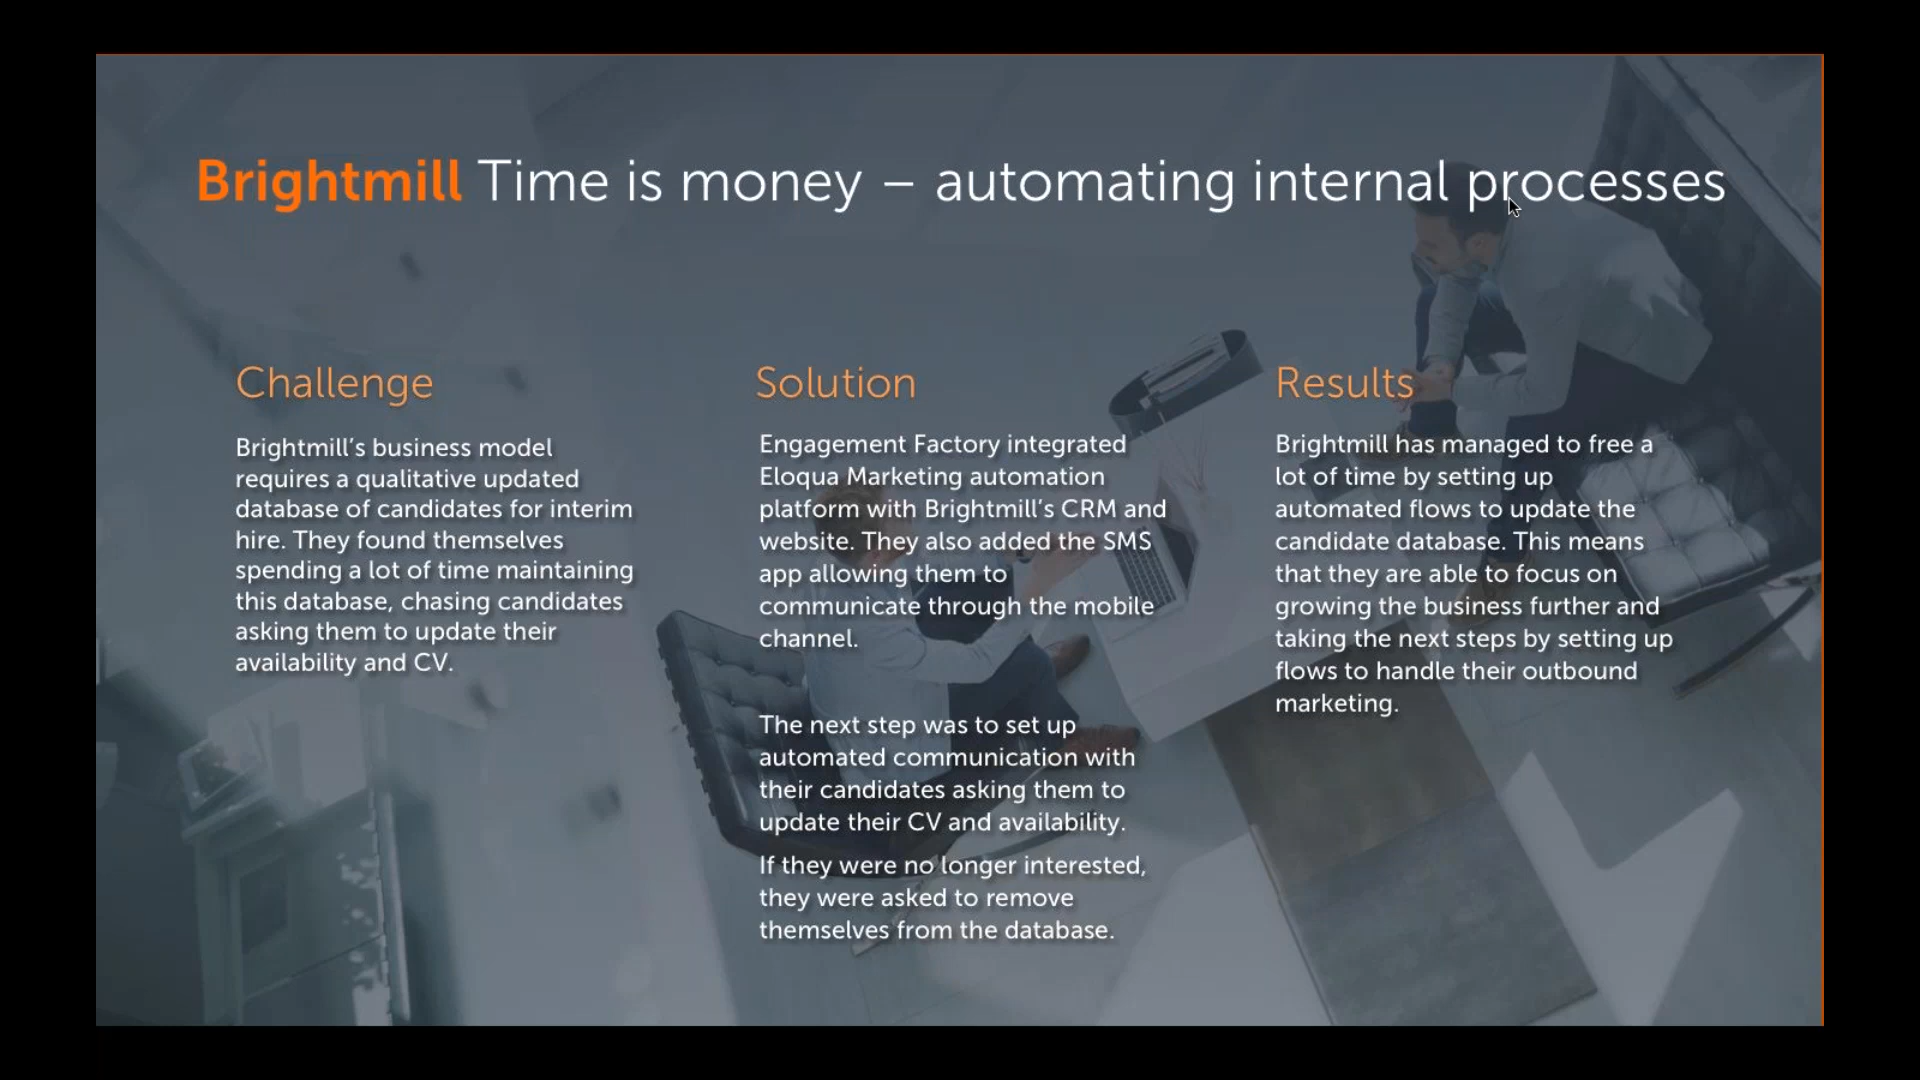 Brightmill Time is money – automating internal processes
Challenge
Brightmill’s business model
requires a qualitative updated
database of candidates for interim
hire. They found themselves
spending a lot of time maintaining
this database, chasing candidates
asking them to update their
availability and CV.
Solution
Engagement Factory integrated
Eloqua Marketing automation
platform with Brightmill’s CRM and
website. They also added the SMS
app allowing them to
communicate through the mobile
channel.
The next step was to set up
automated communication with
their candidates asking them to
update their CV and availability.
If they were no longer interested,
they were asked to remove
themselves from the database.
Results
Brightmill has managed to free a
lot of time by setting up
automated flows to update the
candidate database. This means
that they are able to focus on
growing the business further and
taking the next steps by setting up
flows to handle their outbound
marketing.